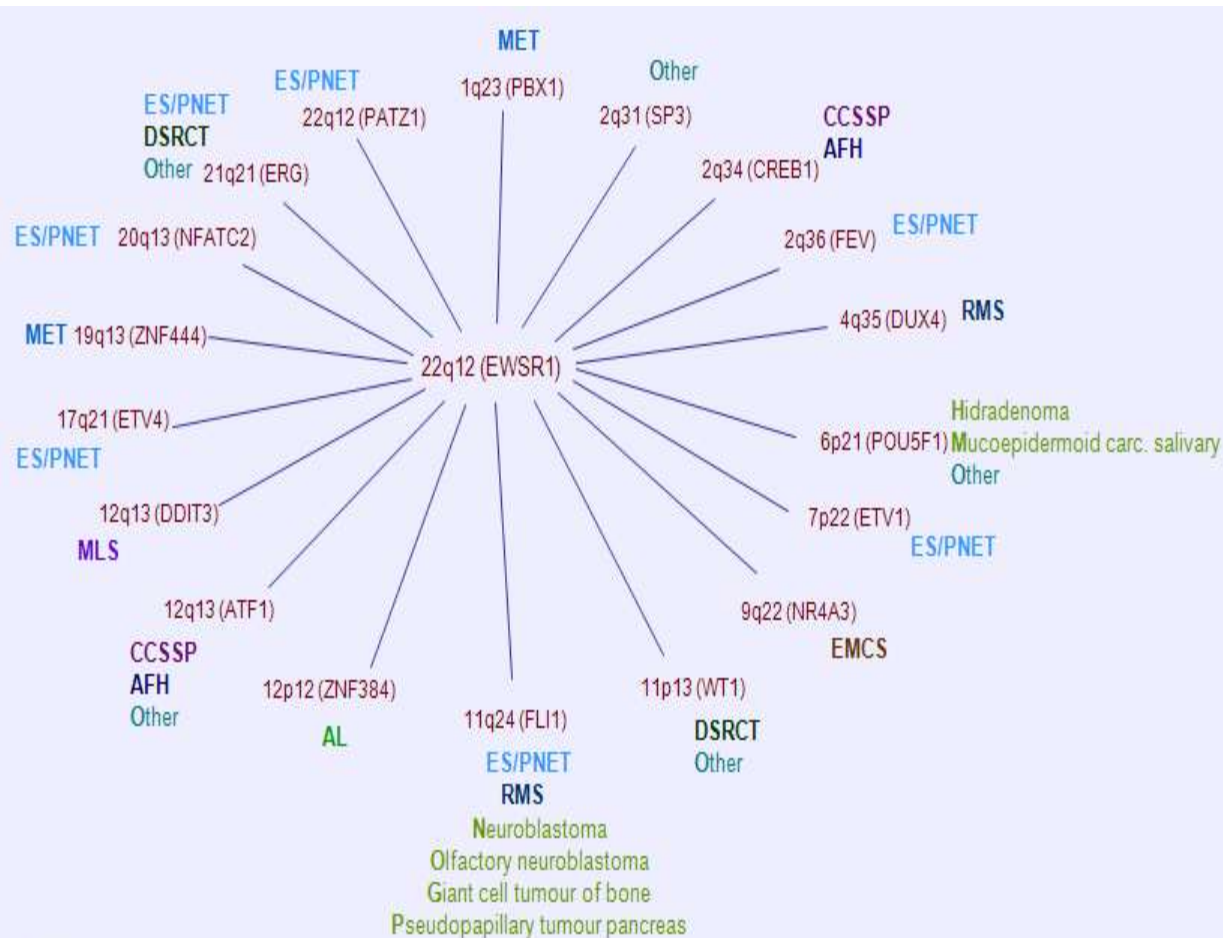 MET
1q23 (PBX1)
Other
2q31 (SP3)
CCSSP
AFH
2q34 (CREB1)
ES/PNET
2q36 (FEV)
RMS
4q35 (DUX4)
Hidradenoma
6p21 (POU5F1) Mucoepidermoid carc. salivary
Other
7p22 (ETV1)
ES/PNET
9q22 (NR4A3)
EMCS
11p13 (WT1)
DSRCT
Other
11q24 (FLI1)
ES/PNET
RMS
Neuroblastoma
Olfactory neuroblastoma
Giant cell tumour of bone
Pseudopapillary tumour pancreas
12p12 (ZNF384)
AL
12q13 (ATF1)
CCSSP
AFH
Other
12q13 (DDIT3)
MLS
17q21 (ETV4)
ES/PNET
MET 19q13 (ZNF444)
ES/PNET 20q13 (NFATC2)
ES/PNET
DSRCT
Other 21q21 (ERG)
ES/PNET
22q12 (PATZ1)
22q12 (EWSR1)